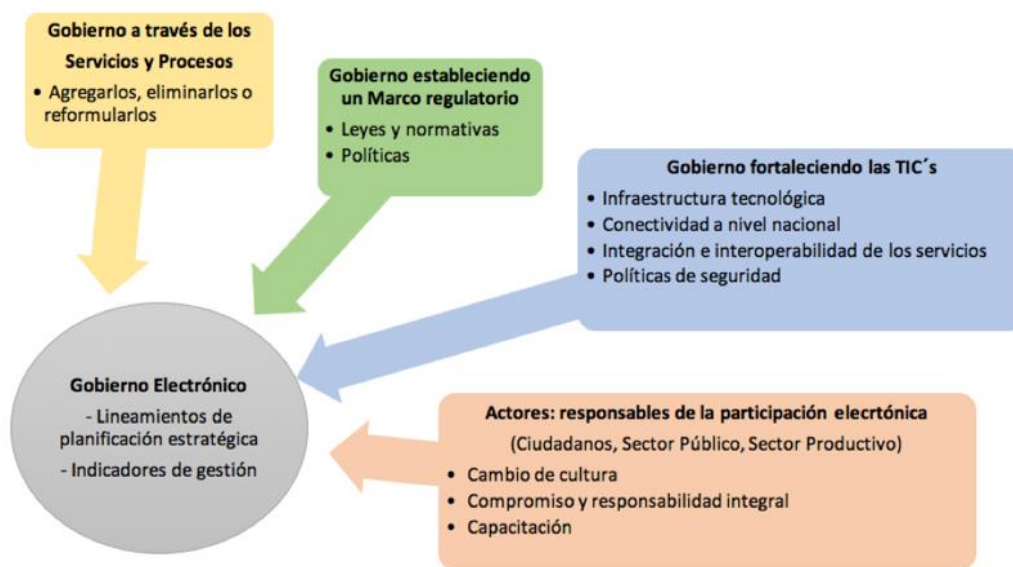 Gobierno a través de los
Servicios y Procesos
• Agregarlos, eliminarlos o
reformularlos
Gobierno estableciendo
un Marco regulatorio
• Leyes y normativas
• Políticas
Gobierno fortaleciendo las TIC´s
• Infraestructura tecnológica
• Conectividad a nivel nacional
• Integración e interoperabilidad de los servicios
• Políticas de seguridad
Gobierno Electrónico
- Lineamientos de
planificación estratégica
- Indicadores de gestión
Actores: responsables de la participación elecrtónica
(Ciudadanos, Sector Público, Sector Productivo)
• Cambio de cultura
• Compromiso y responsabilidad integral
• Capacitación